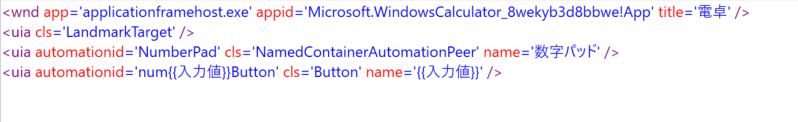 <wnd app='applicationframehost.exe' appid='Microsoft.WindowsCalculator_8wekyb3d8bbwe!App' title='電卓' />
<uia cls='LandmarkTarget' />
<uia automationid='NumberPad' cls='NamedContainerAutomationPeer' name='数字パッド' />
<uia automationid='num{{入力値}}Button' cls='Button' name='{{入力値}}' />